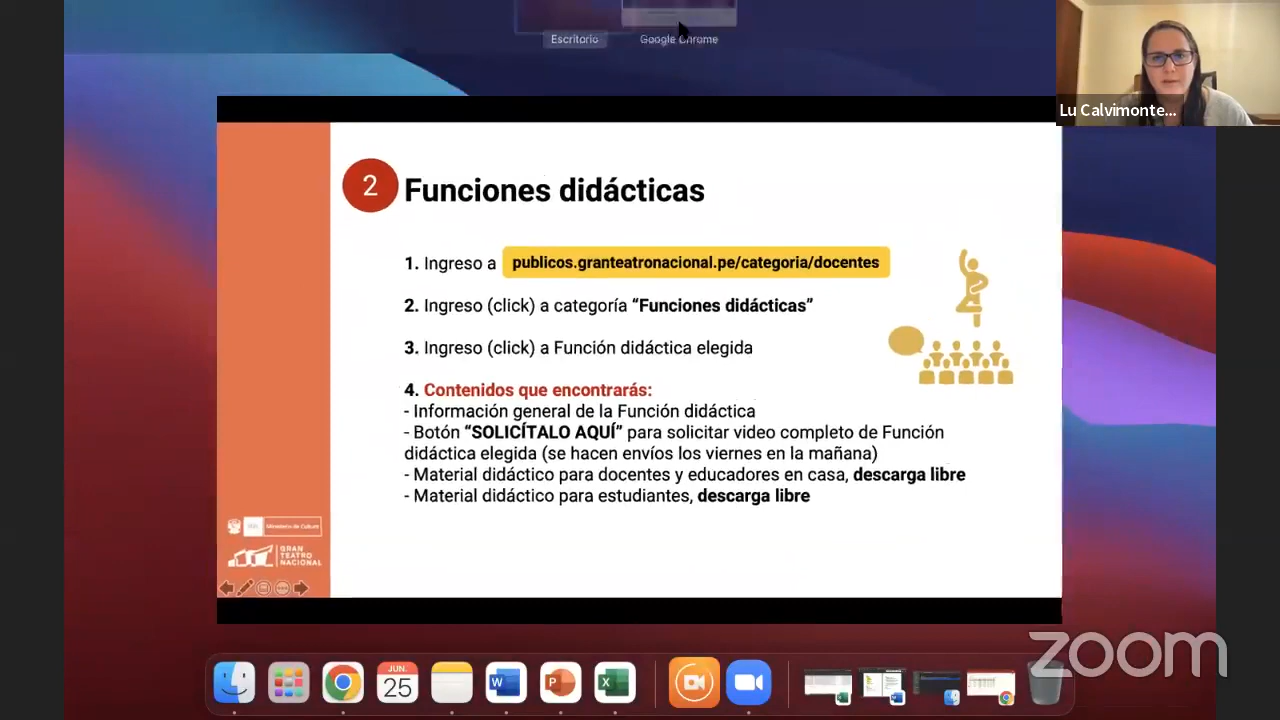 Escritorio
Google Chrome
Lu Calvimonte...
2
Funciones didácticas
1. Ingreso a publicos.granteatronacional.pe/categoria/docentes
2. Ingreso (click) a categoría “Funciones didácticas”
3. Ingreso (click) a Función didáctica elegida
4. Contenidos que encontrarás:
- Información general de la Función didáctica
- Botón “SOLICÍTALO AQUÍ” para solicitar video completo de Función
didáctica elegida (se hacen envíos los viernes en la mañana)
- Material didáctico para docentes y educadores en casa, descarga libre
- Material didáctico para estudiantes, descarga libre
Ministerio de Cultura
GRAN
TEATRO
NACIONAL
zoom
JUN.
25
W
P
X